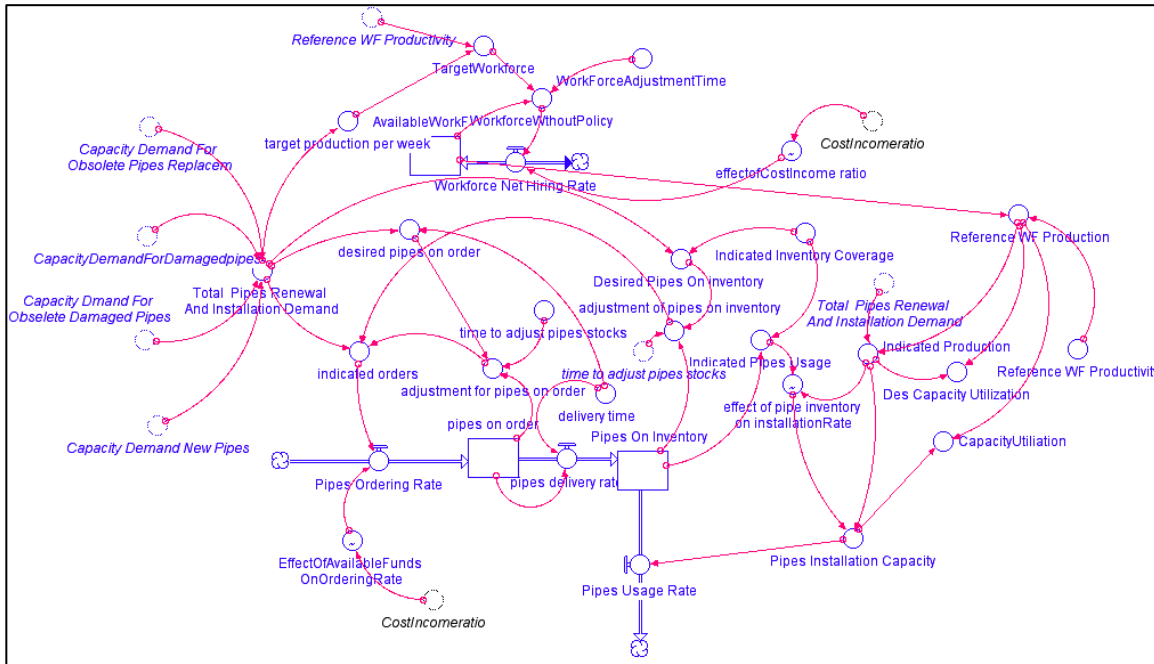 Reference WF Productivity
TargetWorkforce
WorkForceAdjustmentTime
AvailableWorkF
WorkforceWthoutPolicy
target production per week
Capacity Demand For
Obsolete Pipes Replacem
CostIncomeratio
effectofCostIncome ratio
Workforce Net Hiring Rate
Reference WF Production
desired pipes on order
CapacityDemandForDamagedpipes
Indicated Inventory Coverage
Desired Pipes On inventory
Total Pipes Renewal
And Installation Demand
Capacity Dmand For
Obselete Damaged Pipes
adjustment of pipes on inventory
Total Pipes Renewal
And Installation Demand
time to adjust pipes stocks
Indicated Production
Indicated Pipes Usage
indicated orders
time to adjust pipes stocks
Reference WF Productivity
adjustment for pipes on order
Des Capacity Utilization
delivery time
effect of pipe inventory
on installationRate
pipes on order
Pipes On Inventory
CapacityUtiliation
Capacity Demand New Pipes
Pipes Ordering Rate
pipes delivery rate
EffectOfAvailableFunds
OnOrderingRate
Pipes Installation Capacity
Pipes Usage Rate
CostIncomeratio